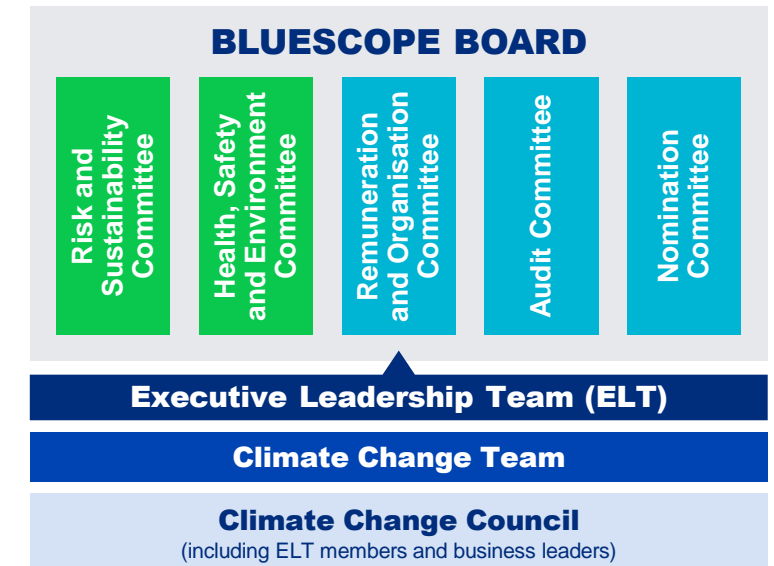 BLUESCOPE BOARD
Risk and
Sustainability
Committee
Health, Safety
and Environment
Committee
Remuneration
and Organisation
Committee
Audit Committee
Nomination
Committee
Executive Leadership Team (ELT)
Climate Change Team
Climate Change Council
(including ELT members and business leaders)